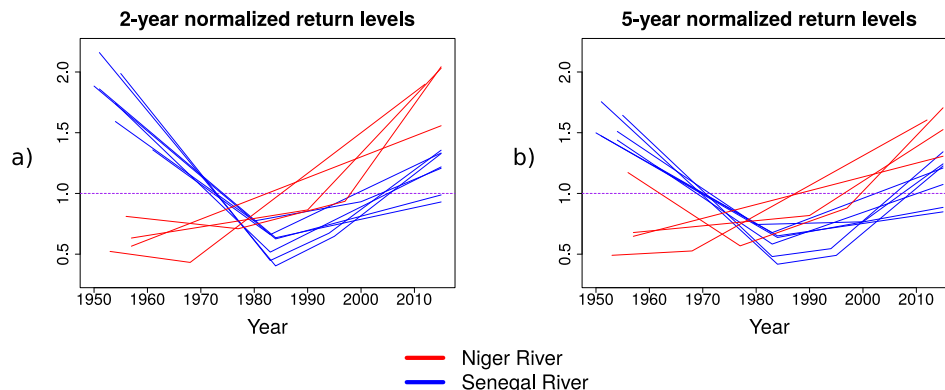 2-year normalized return levels
5-year normalized return levels
a)
2.0
1.5
1.0
0.5
1950 1960 1970 1980 1990 2000 2010
Year
b)
2.0
1.5
1.0
0.5
1950 1960 1970 1980 1990 2000 2010
Year
Niger River
Senegal River